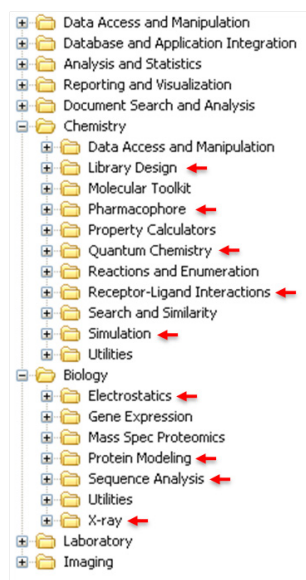 Data Access and Manipulation
Database and Application Integration
Analysis and Statistics
Reporting and Visualization
Document Search and Analysis
Chemistry
Data Access and Manipulation
Library Design
Molecular Toolkit
Pharmacophore
Property Calculators
Quantum Chemistry
Reactions and Enumeration
Receptor-Ligand Interactions
Search and Similarity
Simulation
Utilities
Biology
Electrostatics
Gene Expression
Mass Spec Proteomics
Protein Modeling
Sequence Analysis
Utilities
X-ray
Laboratory
Imaging